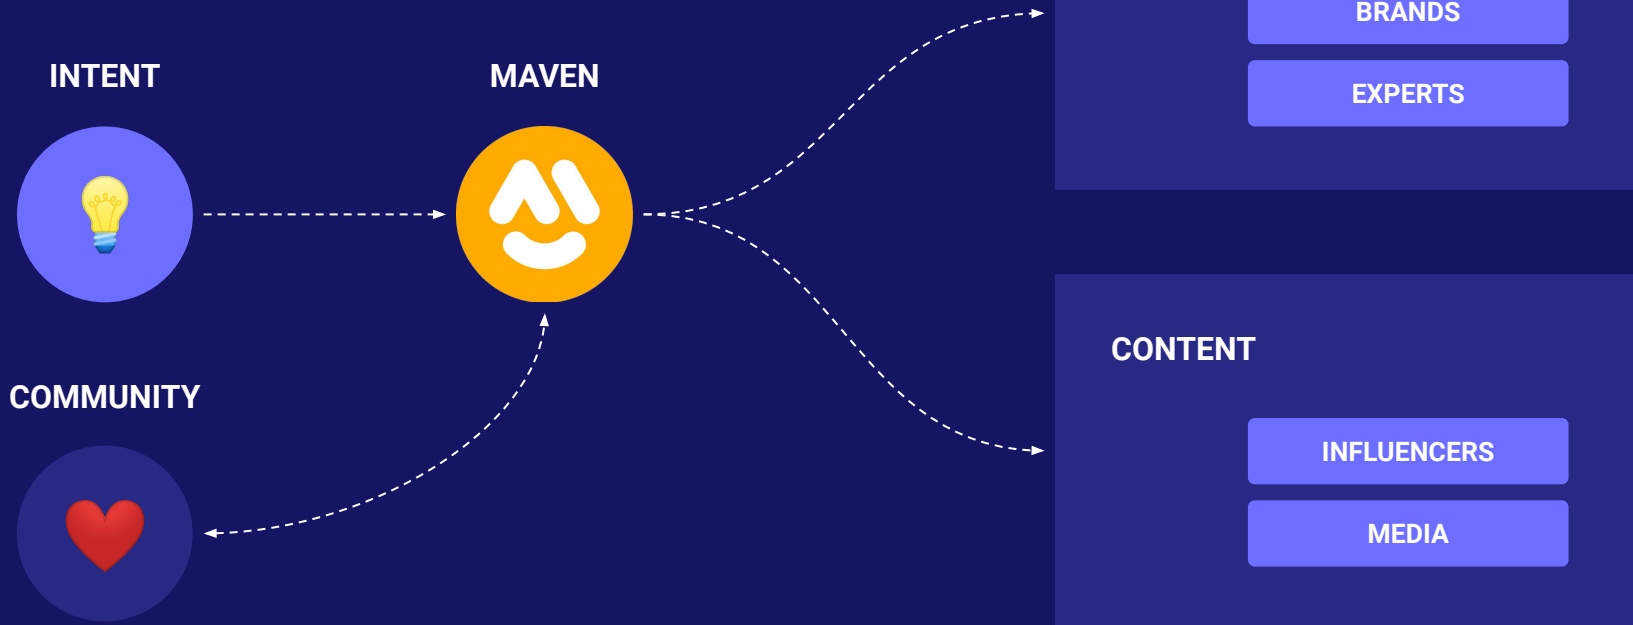 BRANDS
EXPERTS
INTENT
MAVEN
COMMUNITY
CONTENT
INFLUENCERS
MEDIA